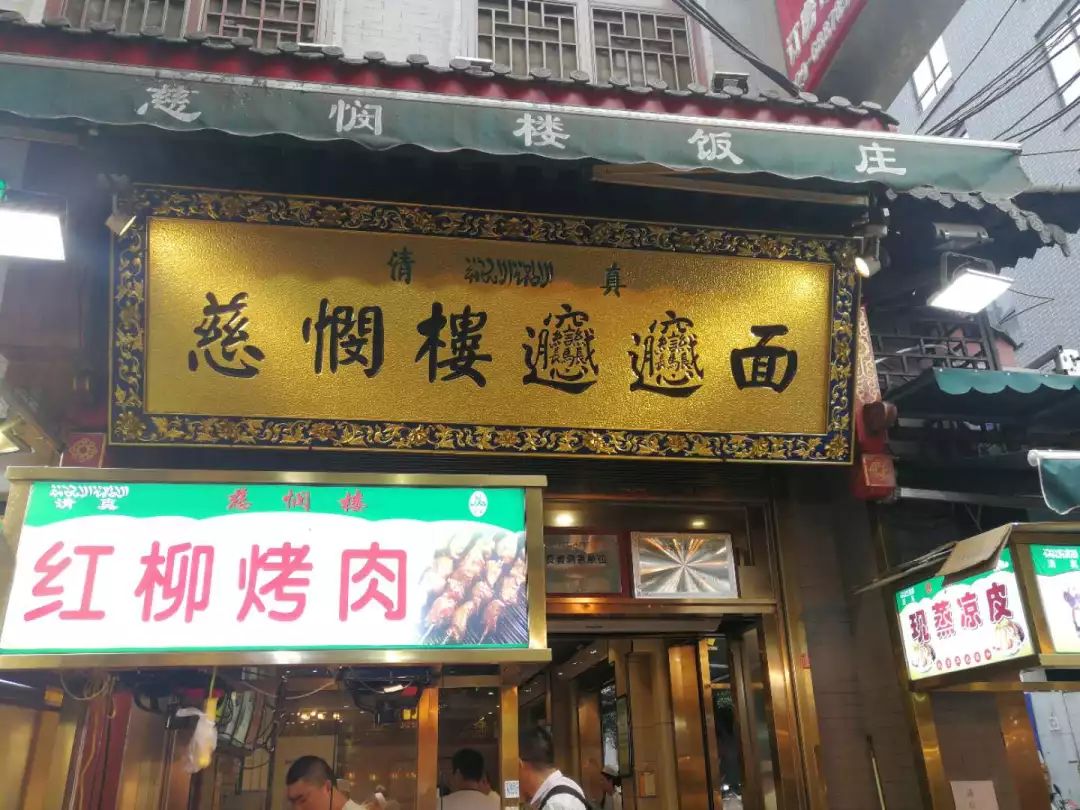 慈悯楼饭庄
清 真
慈憫樓𰻞𰻞面
清真 慈悯楼
红柳烤肉
现蒸凉皮